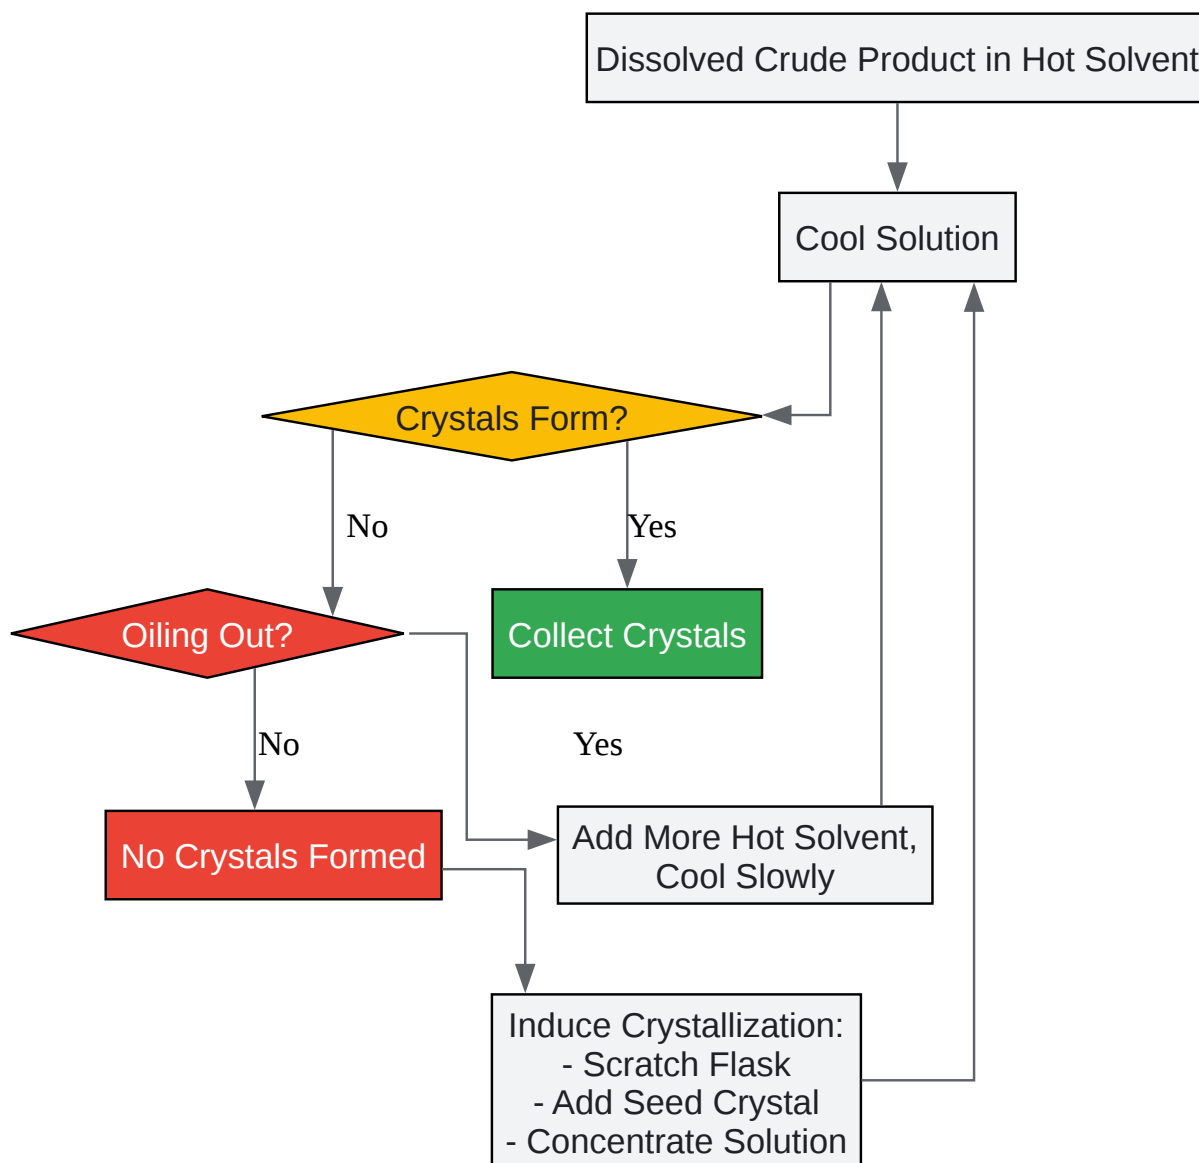 Dissolved Crude Product in Hot Solvent
Cool Solution
Crystals Form?
No
Yes
Oiling Out?
Collect Crystals
No
Yes
No Crystals Formed
Add More Hot Solvent,
Cool Slowly
Induce Crystallization:
- Scratch Flask
- Add Seed Crystal
- Concentrate Solution